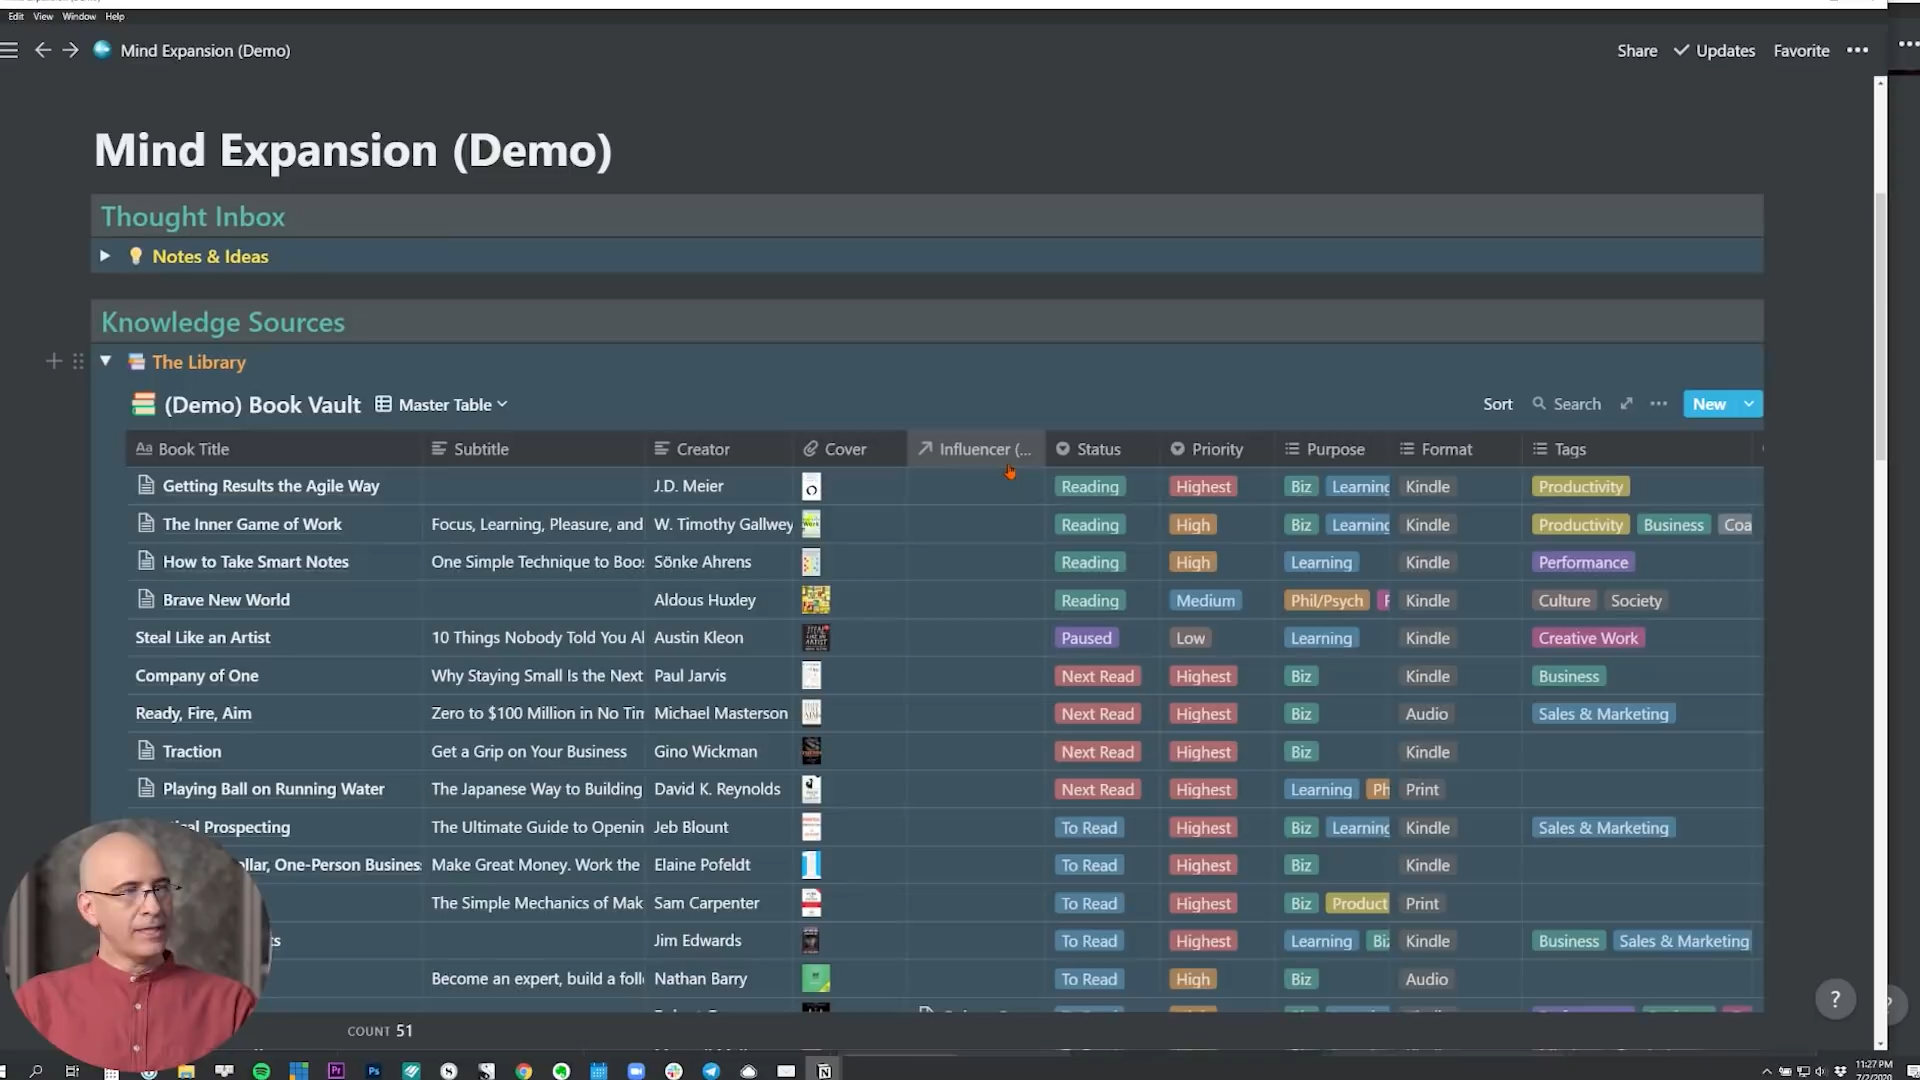 Edit View Window Help
Mind Expansion (Demo)
Share Updates Favorite
Mind Expansion (Demo)
Thought Inbox
Notes & Ideas
Knowledge Sources
The Library
(Demo) Book Vault Master Table
Sort Search New
Aa Book Title Subtitle Creator Cover Influencer (... Status Priority Purpose Format Tags
Getting Results the Agile Way J.D. Meier Reading Highest Biz Learning Kindle Productivity
The Inner Game of Work Focus, Learning, Pleasure, and W. Timothy Gallwey Reading High Biz Learning Kindle Productivity Business Coa
How to Take Smart Notes One Simple Technique to Boos Sönke Ahrens Reading High Learning Kindle Performance
Brave New World Aldous Huxley Reading Medium Phil/Psych Kindle Culture Society
Steal Like an Artist 10 Things Nobody Told You Al Austin Kleon Paused Low Learning Kindle Creative Work
Company of One Why Staying Small Is the Next Paul Jarvis Next Read Highest Biz Kindle Business
Ready, Fire, Aim Zero to $100 Million in No Tim Michael Masterson Next Read Highest Biz Audio Sales & Marketing
Traction Get a Grip on Your Business Gino Wickman Next Read Highest Biz Kindle
Playing Ball on Running Water The Japanese Way to Building David K. Reynolds Next Read Highest Learning Ph Print
Prospecting The Ultimate Guide to Openin Jeb Blount To Read Highest Biz Learning Kindle Sales & Marketing
ollar, One-Person Business Make Great Money. Work the Elaine Pofeldt To Read Highest Biz Kindle
The Simple Mechanics of Mak Sam Carpenter To Read Highest Biz Product Print
ts Jim Edwards To Read Highest Learning Biz Kindle Business Sales & Marketing
Become an expert, build a foll Nathan Barry To Read High Biz Audio
COUNT 51
11:27 PM
7/2/2020